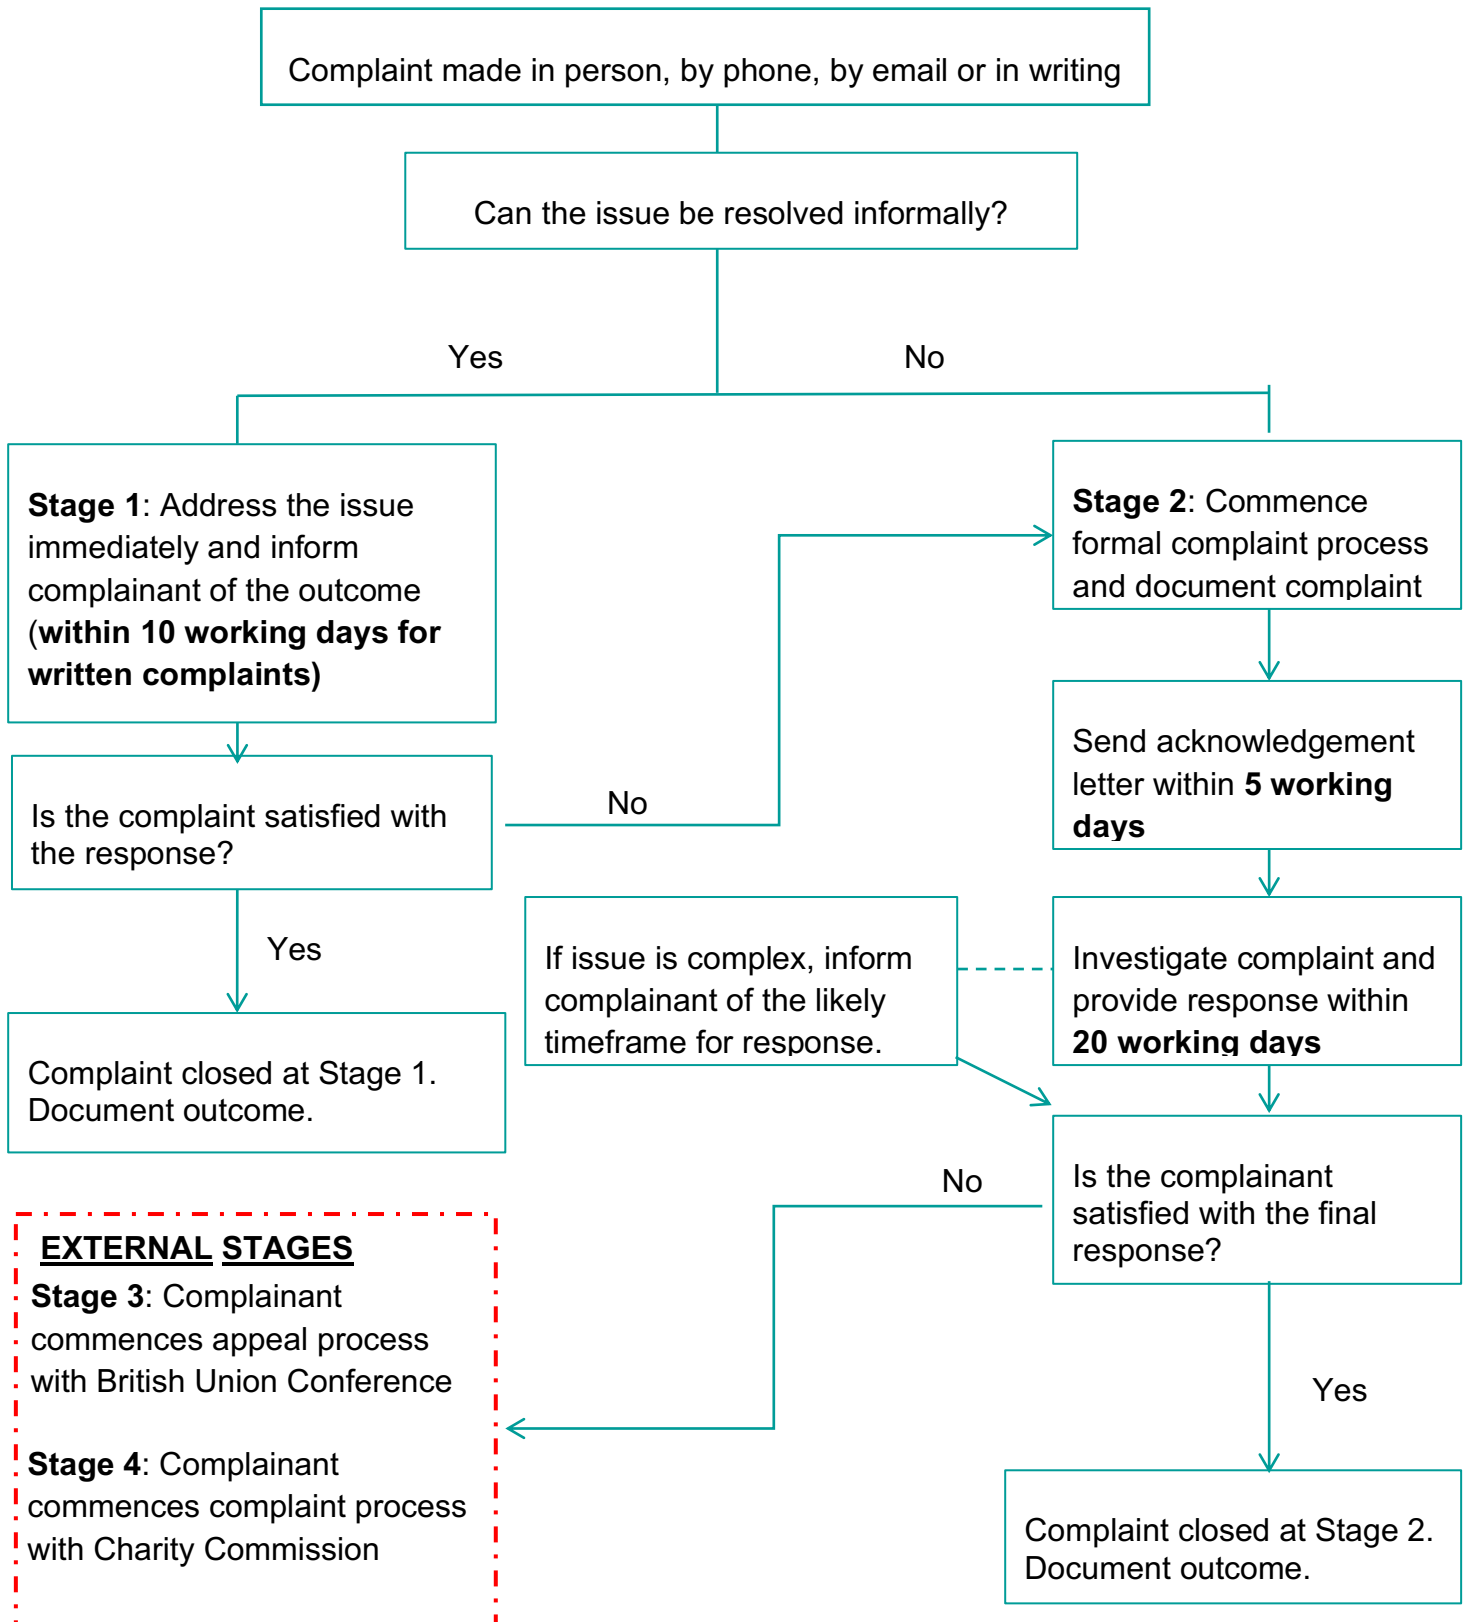 Complaint made in person, by phone, by email or in writing
Can the issue be resolved informally?
Yes
No
Stage 1: Address the issue
immediately and inform
complainant of the outcome
(within 10 working days for
written complaints)
Stage 2: Commence
formal complaint process
and document complaint
Send acknowledgement
letter within 5 working
days
Is the complaint satisfied with
the response?
No
Yes
If issue is complex, inform
complainant of the likely
timeframe for response.
Investigate complaint and
provide response within
20 working days
Complaint closed at Stage 1.
Document outcome.
Is the complainant
satisfied with the final
response?
No
EXTERNAL STAGES
Stage 3: Complainant
commences appeal process
with British Union Conference
Stage 4: Complainant
commences complaint process
with Charity Commission
Yes
Complaint closed at Stage 2.
Document outcome.